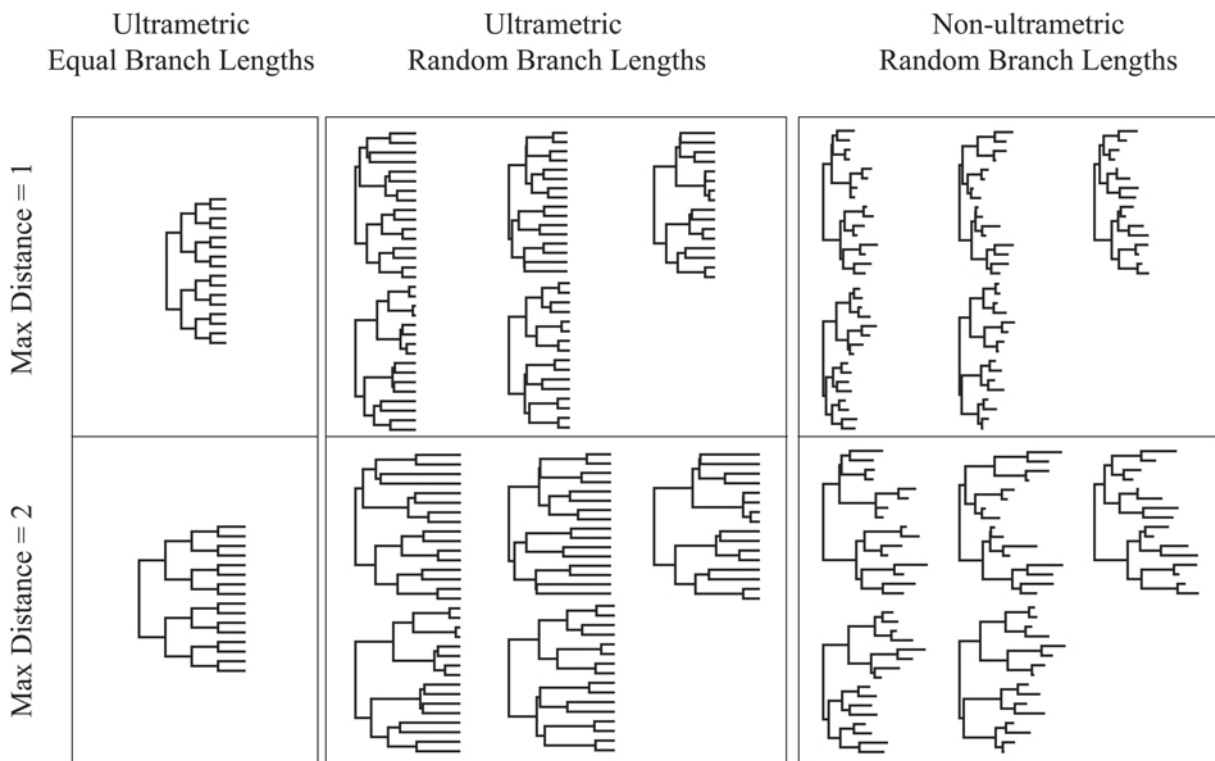 Ultrametric
Equal Branch Lengths
Ultrametric
Random Branch Lengths
Non-ultrametric
Random Branch Lengths
Max Distance = 1
Max Distance = 2